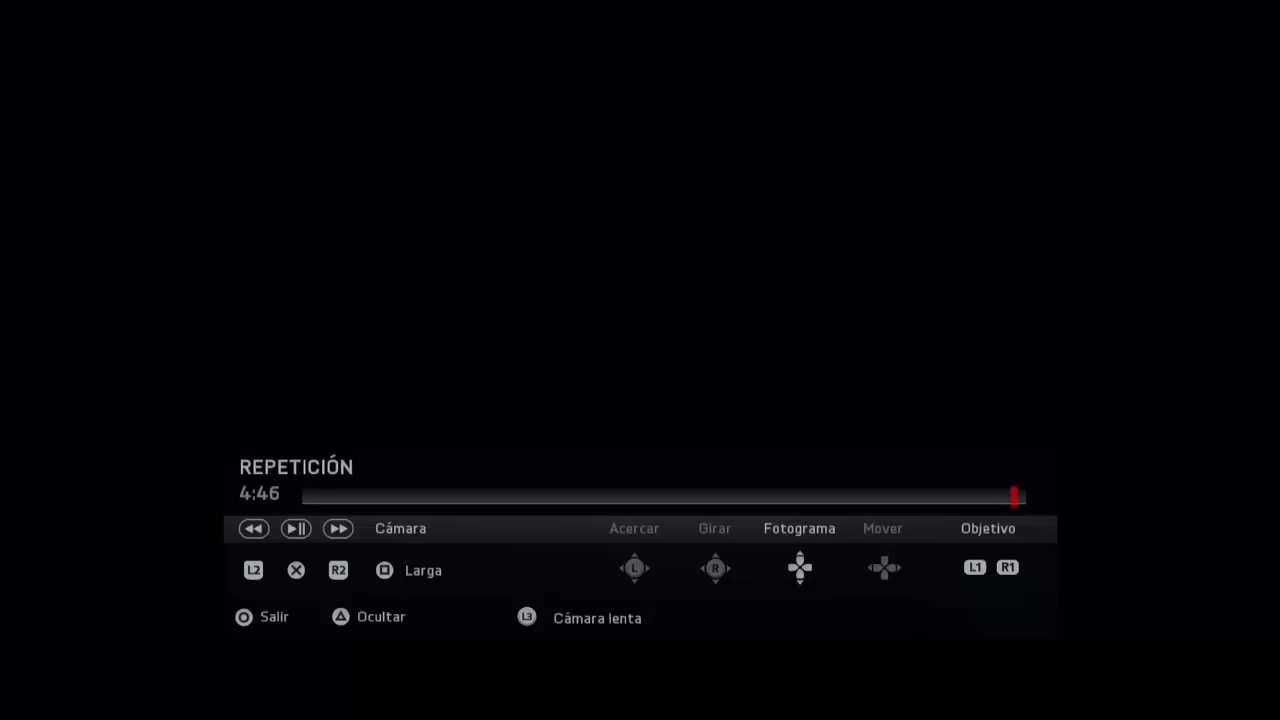 REPETICIÓN
4:46
Cámara Acercar Girar Fotograma Mover Objetivo
L2 R2 Larga L R L1 R1
Salir Ocultar L3 Cámara lenta